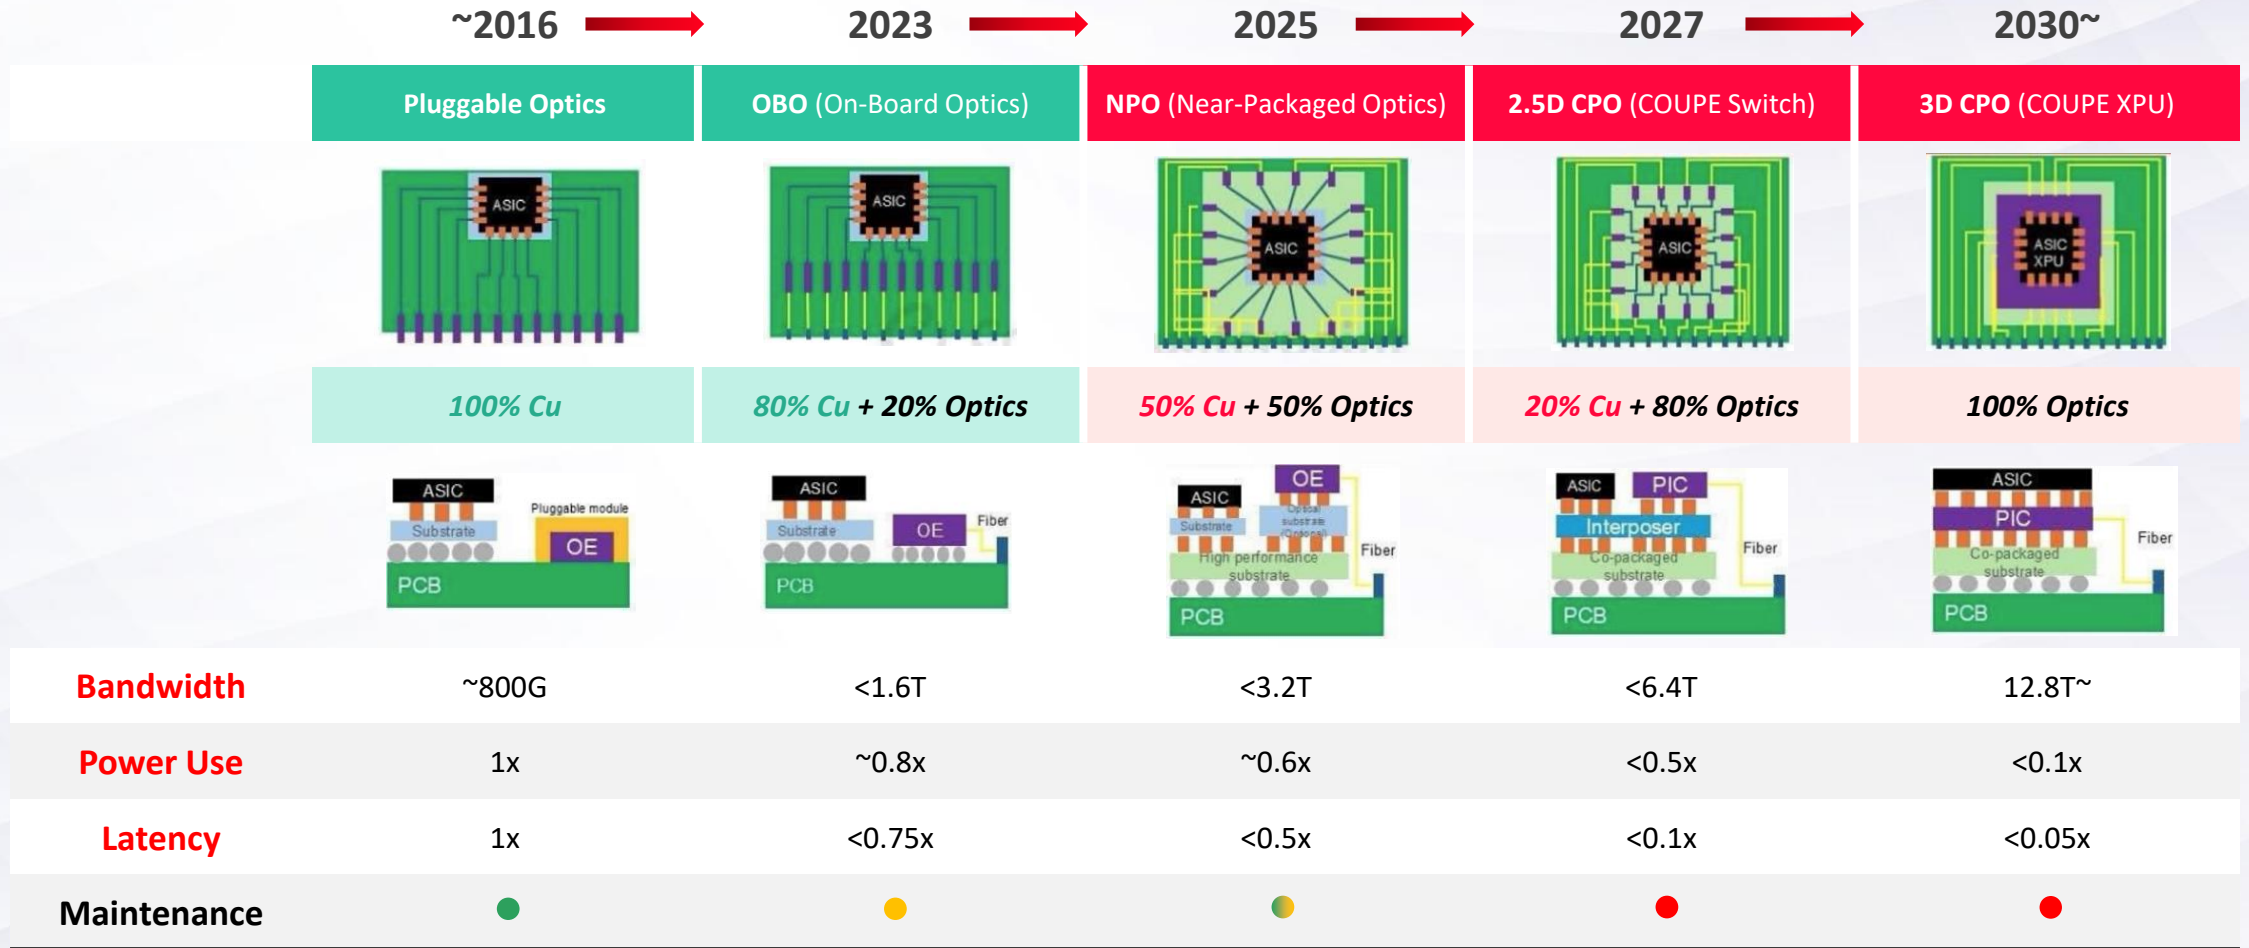 ~2016
2023
2025
2027
2030~
Pluggable Optics
OBO (On-Board Optics)
NPO (Near-Packaged Optics)
2.5D CPO (COUPE Switch)
3D CPO (COUPE XPU)
ASIC
ASIC
ASIC
ASIC
ASIC
XPU
100% Cu
80% Cu + 20% Optics
50% Cu + 50% Optics
20% Cu + 80% Optics
100% Optics
ASIC
Substrate
Pluggable module
OE
PCB
ASIC
Substrate
OE
Fiber
PCB
ASIC
Substrate
OE
Optical
substrate
(Optional)
High performance
substrate
Fiber
PCB
ASIC
PIC
Interposer
Co-packaged
substrate
Fiber
PCB
ASIC
PIC
Co-packaged
substrate
Fiber
PCB
Bandwidth ~800G <1.6T <3.2T <6.4T 12.8T~
Power Use 1x ~0.8x ~0.6x <0.5x <0.1x
Latency 1x <0.75x <0.5x <0.1x <0.05x
Maintenance